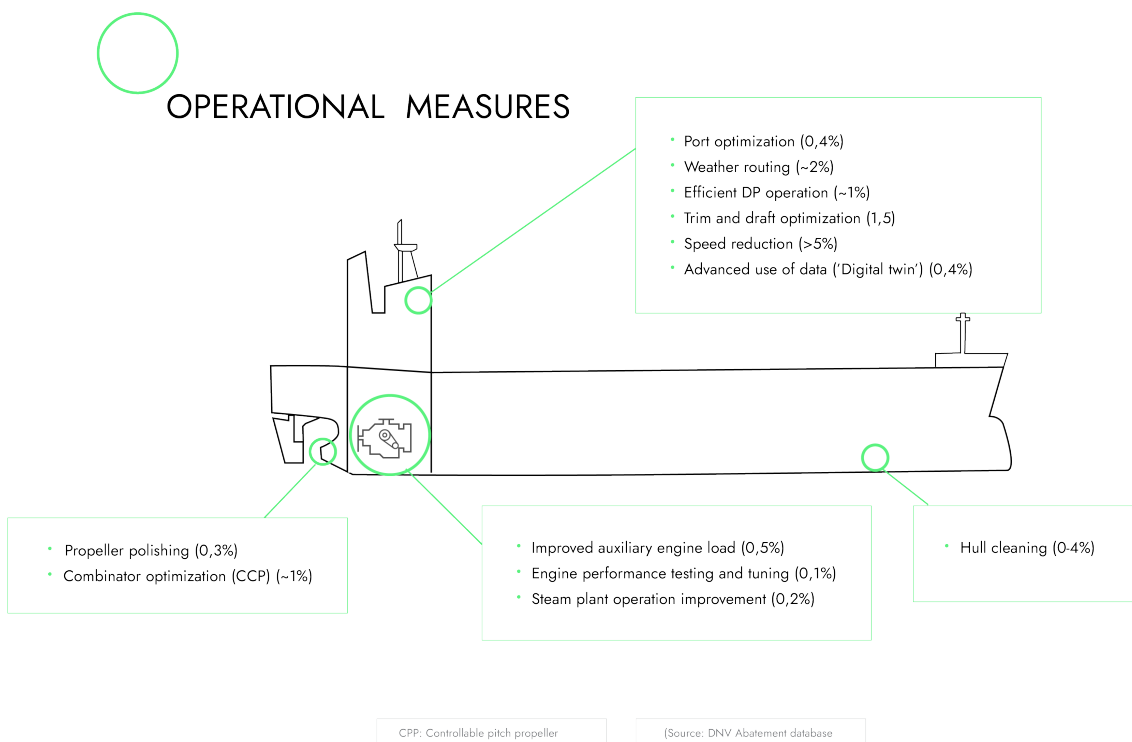 OPERATIONAL MEASURES
Port optimization (0,4%)
Weather routing (~2%)
Efficient DP operation (~1%)
Trim and draft optimization (1,5)
Speed reduction (>5%)
Advanced use of data ('Digital twin') (0,4%)
Propeller polishing (0,3%)
Combinator optimization (CCP) (~1%)
Improved auxiliary engine load (0,5%)
Engine performance testing and tuning (0,1%)
Steam plant operation improvement (0,2%)
Hull cleaning (0-4%)
CPP: Controllable pitch propeller
(Source: DNV Abatement database